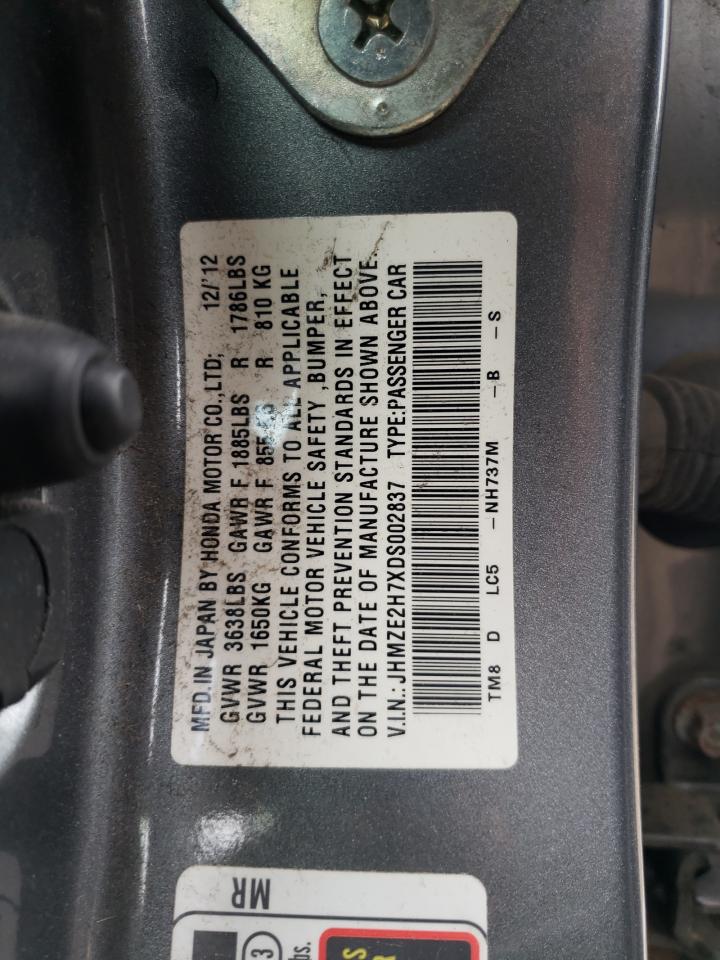 MFD.IN JAPAN BY HONDA MOTOR CO.,LTD; 12/'12
GVWR 3638LBS GAWR F 1885LBS R 1786LBS
GVWR 1650KG GAWR F R 810 KG
THIS VEHICLE CONFORMS TO ALL APPLICABLE
FEDERAL MOTOR VEHICLE SAFETY ,BUMPER,
AND THEFT PREVENTION STANDARDS IN EFFECT
ON THE DATE OF MANUFACTURE SHOWN ABOVE.
V.I.N.: JHMZE2H7XDS002837 TYPE:PASSENGER CAR
TM8 D LC5 -NH737M -B -S
MR
3